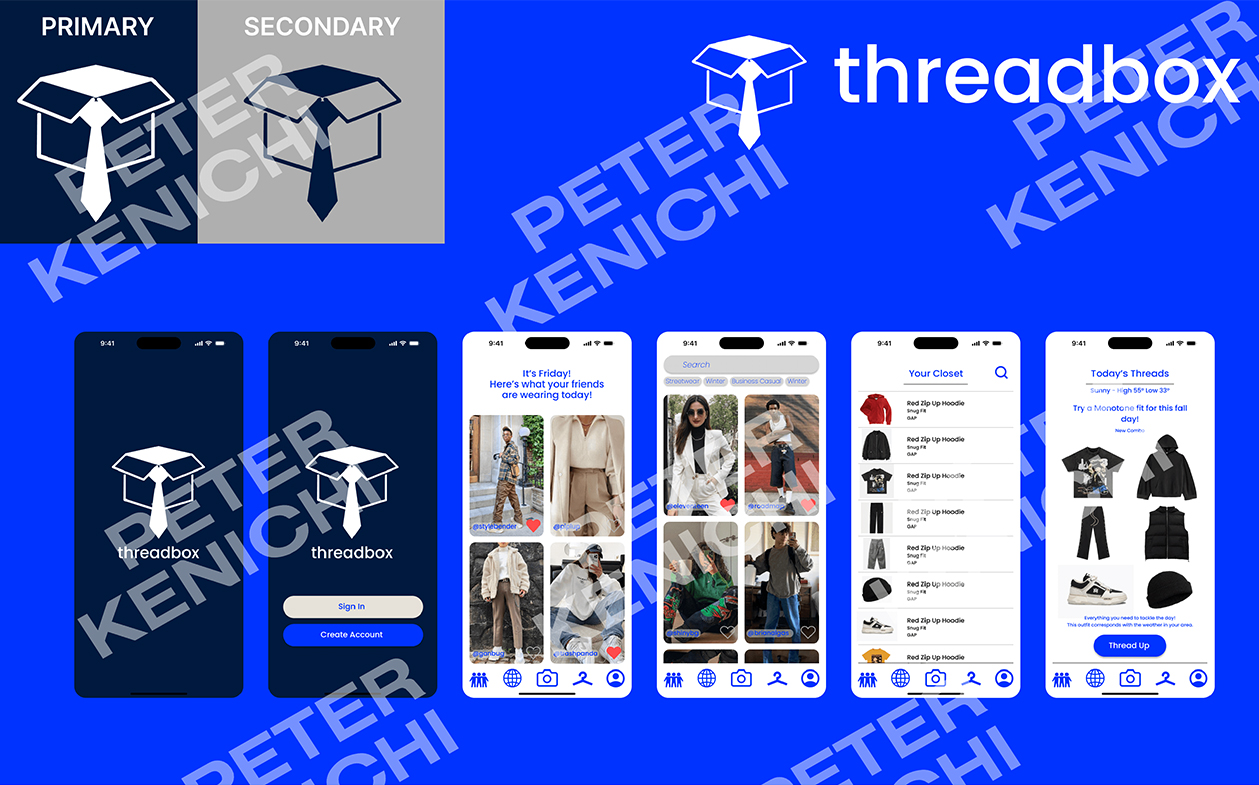 PRIMARY
SECONDARY
threadbox
PETER
KENICHI
PETER
KENICHI
PETER
KENICHI
9:41
threadbox
9:41
threadbox
Sign In
Create Account
9:41
It's Friday!
Here's what your friends
are wearing today!
@stylebender
@ganbug
@trashpanda
9:41
Search
Streetwear
Winter
Business Casual
Winter
@eleventeen
@roadman
@shinylug
@brianalgas
9:41
Your Closet
Red Zip Up Hoodie
Snug Fit
GAP
Red Zip Up Hoodie
Snug Fit
GAP
Red Zip Up Hoodie
Snug Fit
GAP
Red Zip Up Hoodie
Snug Fit
GAP
Red Zip Up Hoodie
Snug Fit
GAP
Red Zip Up Hoodie
Snug Fit
GAP
Red Zip Up Hoodie
Snug Fit
GAP
Red Zip Up Hoodie
9:41
Today's Threads
Sunny - High 55° Low 33°
Try a Monotone fit for this fall
day!
New Combo
Everything you need to tackle the day!
This outfit corresponds with the weather in your area.
Thread Up
PETER
KENICHI
PETER
KENICHI
PETER
KENICHI
PETER
KENICHI
PETER
KENICHI